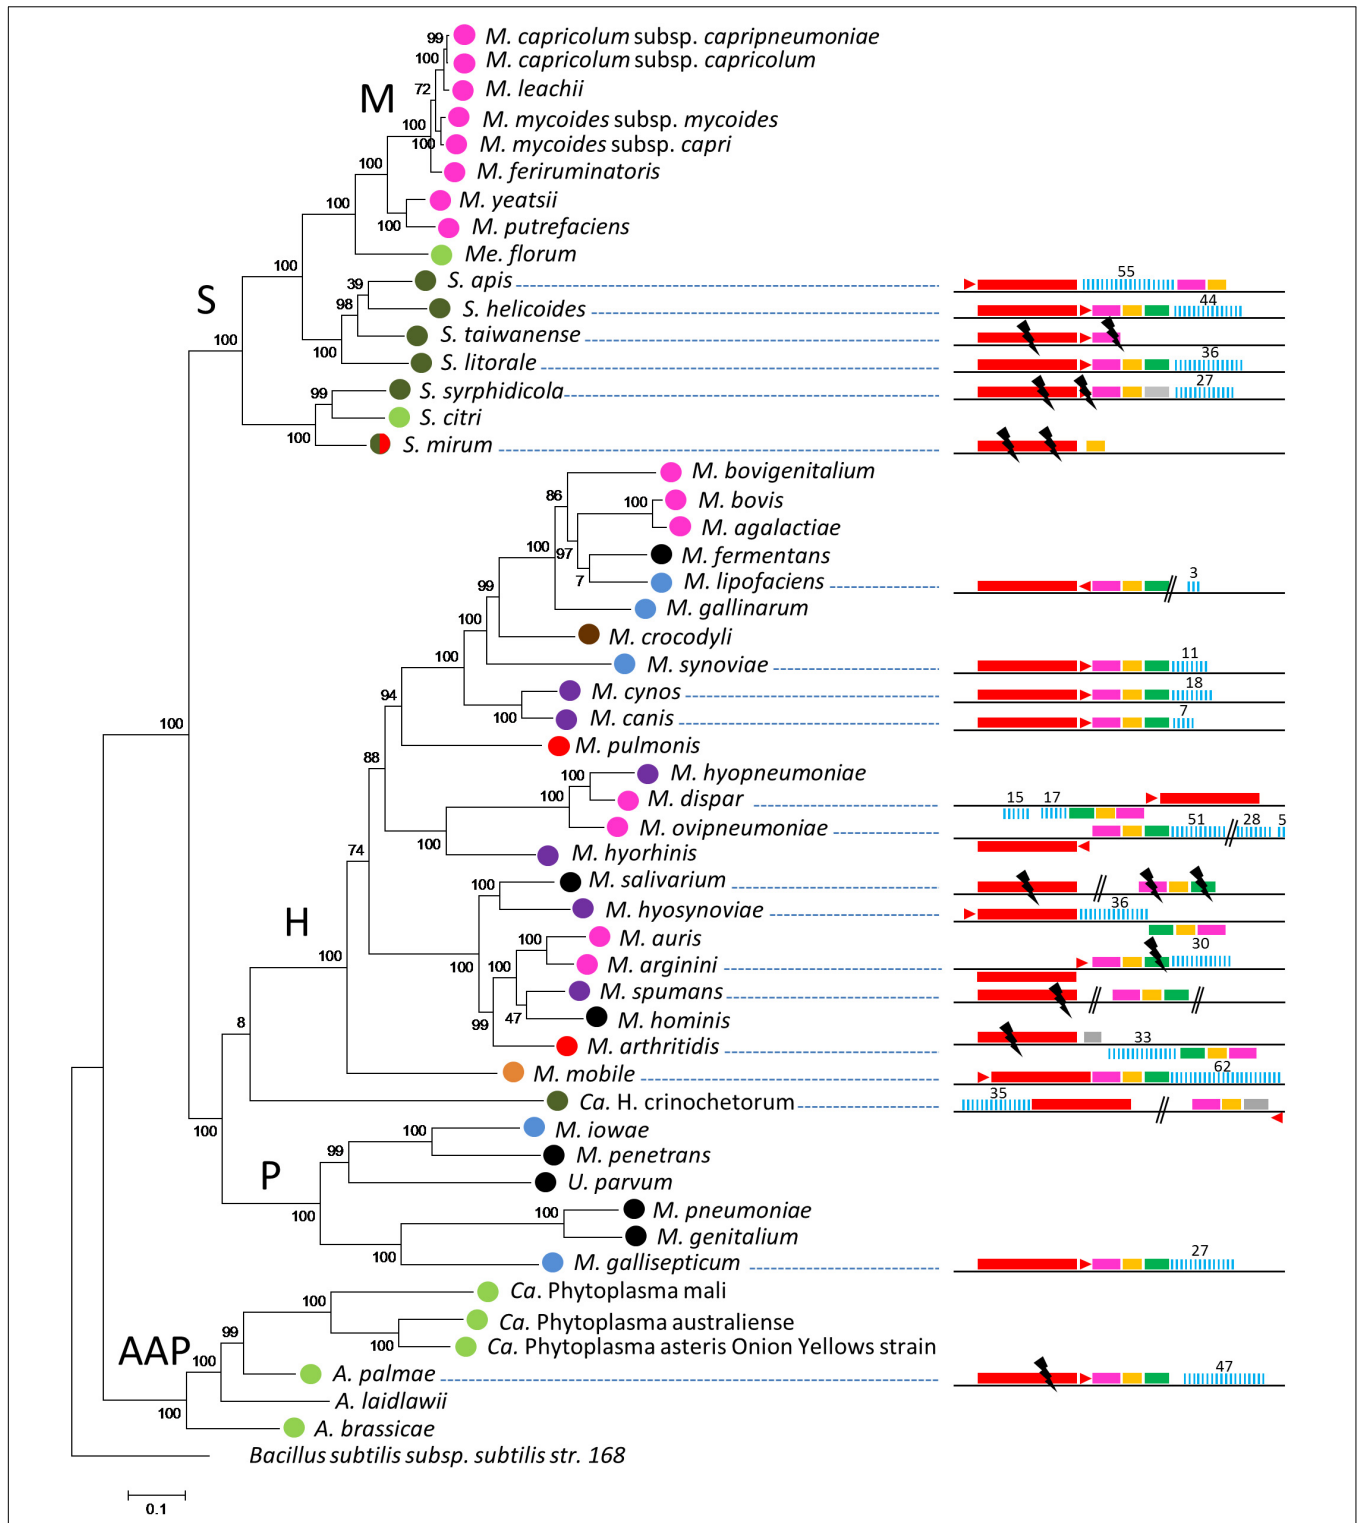 99
M. capricolum subsp. capripneumoniae
100
M. capricolum subsp. capricolum
72
M. leachii
M
100
M. mycoides subsp. mycoides
100
M. mycoides subsp. capri
100
M. feriruminatoris
M. yeatsii
100
M. putrefaciens
100
Me. florum
100
39
S. apis
55
S
98
S. helicoides
44
100
S. taiwanense
100
S. litorale
36
99
S. syrphidicola
27
S. citri
100
S. mirum
M. bovigenitalium
86
100
M. bovis
M. agalactiae
100
97
M. fermentans
7
M. lipofaciens
3
99
M. gallinarum
100
M. crocodyli
100
M. synoviae
11
94
M. cynos
18
100
M. canis
7
100
M. pulmonis
88
100
M. hyopneumoniae
100
M. dispar
15
17
M. ovipneumoniae
51
28
5
100
74
M. hyorhinis
100
M. salivarium
H
M. hyosynoviae
36
100
M. auris
30
100
100
100
M. arginini
M. spumans
99
47
M. hominis
8
M. arthritidis
33
M. mobile
62
Ca. H. crinochetorum
35
100
100
M. iowae
99
M. penetrans
P
U. parvum
100
100
M. pneumoniae
M. genitalium
100
M. gallisepticum
27
Ca. Phytoplasma mali
100
99
Ca. Phytoplasma australiense
AAP
100
Ca. Phytoplasma asteris Onion Yellows strain
100
A. palmae
47
A. laidlawii
100
A. brassicae
Bacillus subtilis subsp. subtilis str. 168
0.1